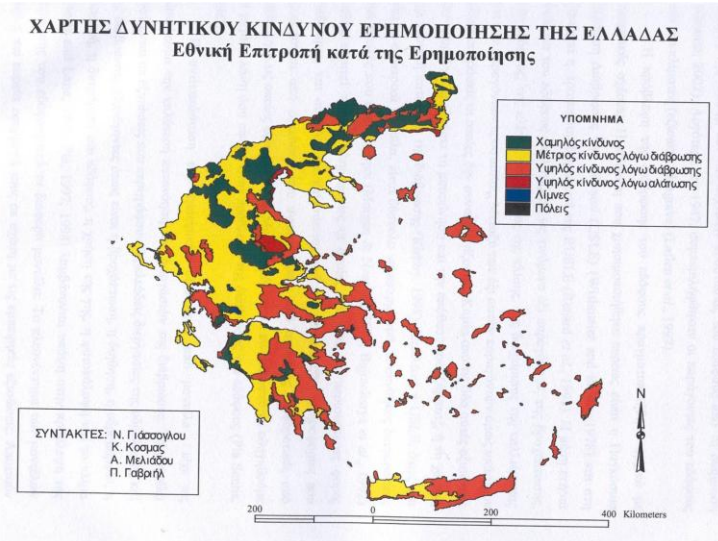 ΧΑΡΤΗΣ ΔΥΝΗΤΙΚΟΥ ΚΙΝΔΥΝΟΥ ΕΡΗΜΟΠΟΙΗΣΗΣ ΤΗΣ ΕΛΛΑΔΑΣ
Εθνική Επιτροπή κατά της Ερημοποίησης
ΥΠΟΜΝΗΜΑ
Χαμηλός κίνδυνος
Μέτριος κίνδυνος λόγω διάβρωσης
Υψηλός κίνδυνος λόγω διάβρωσης
Υψηλός κίνδυνος λόγω αλάτωσης
Λίμνες
Πόλεις
N
ΣΥΝΤΑΚΤΕΣ: Ν. Γιάσσογλου
Κ. Κοσμας
Α. Μελιάδου
Π. Γαβριήλ
200 0 200 400 Kilometers